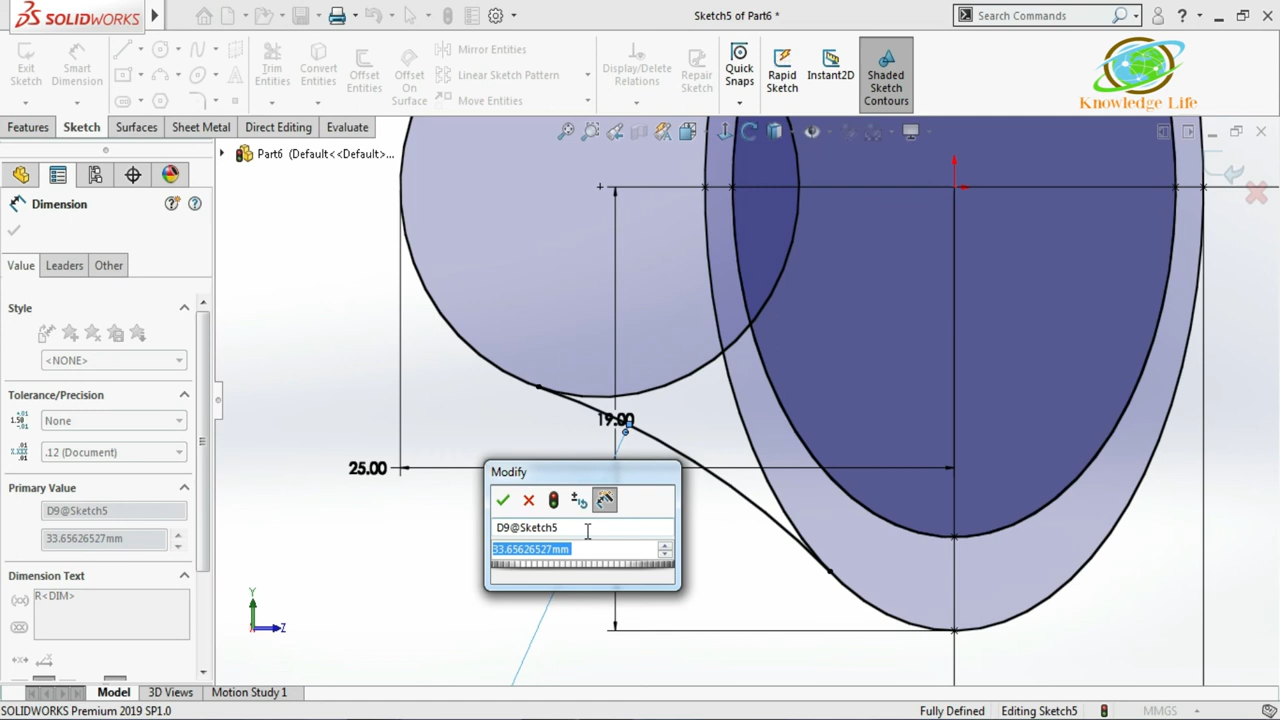 SOLIDWORKS
Sketch5 of Part6 *
Search Commands
Exit Sketch
Smart Dimension
Trim Entities
Convert Entities
Offset Entities
Offset On Surface
Mirror Entities
Linear Sketch Pattern
Move Entities
Display/Delete Relations
Repair Sketch
Quick Snaps
Rapid Sketch
Instant2D
Shaded Sketch Contours
Knowledge Life
Features
Sketch
Surfaces
Sheet Metal
Direct Editing
Evaluate
Part6 (Default<<Default>...
Dimension
Value
Leaders
Other
Style
<NONE>
Tolerance/Precision
None
.12 (Document)
Primary Value
D9@Sketch5
33.65626527mm
Dimension Text
R<DIM>
19.00
25.00
Modify
D9@Sketch5
33.65626527mm
Y
Z
Model
3D Views
Motion Study 1
SOLIDWORKS Premium 2019 SP1.0
Fully Defined
Editing Sketch5
MMGS